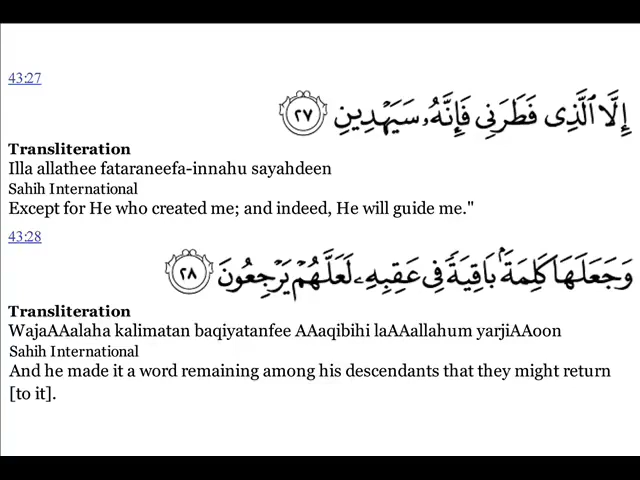 43:27
إِلَّا ٱلَّذِى فَطَرَنِى فَإِنَّهُۥ سَيَهْدِينِ ٢٧
Transliteration
Illa allathee fataraneefa-innahu sayahdeen
Sahih International
Except for He who created me; and indeed, He will guide me."
43:28
وَجَعَلَهَا كَلِمَةًۢ بَاقِيَةً فِى عَقِبِهِۦ لَعَلَّهُمْ يَرْجِعُونَ ٢٨
Transliteration
WajaAAalaha kalimatan baqiyatanfee AAaqibihi laAAallahum yarjiAAoon
Sahih International
And he made it a word remaining among his descendants that they might return
[to it].